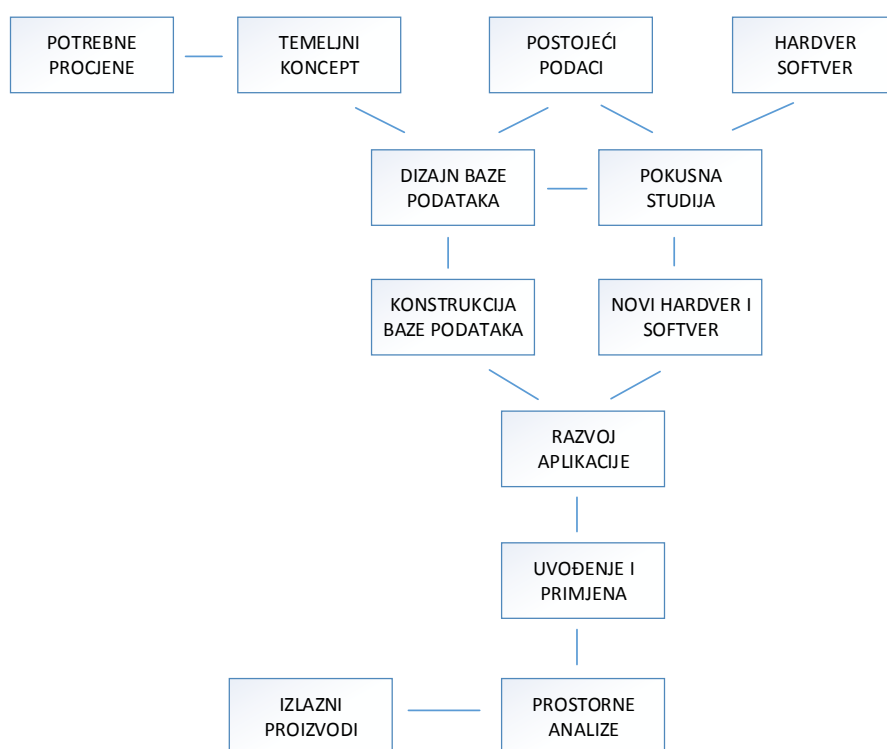 POTREBNE
PROCJENE
TEMELJNI
KONCEPT
POSTOJEĆI
PODACI
HARDVER
SOFTVER
DIZAJN BAZE
PODATAKA
POKUSNA
STUDIJA
KONSTRUKCIJA
BAZE PODATAKA
NOVI HARDVER I
SOFTVER
RAZVOJ
APLIKACIJE
UVOĐENJE I
PRIMJENA
IZLAZNI
PROIZVODI
PROSTORNE
ANALIZE